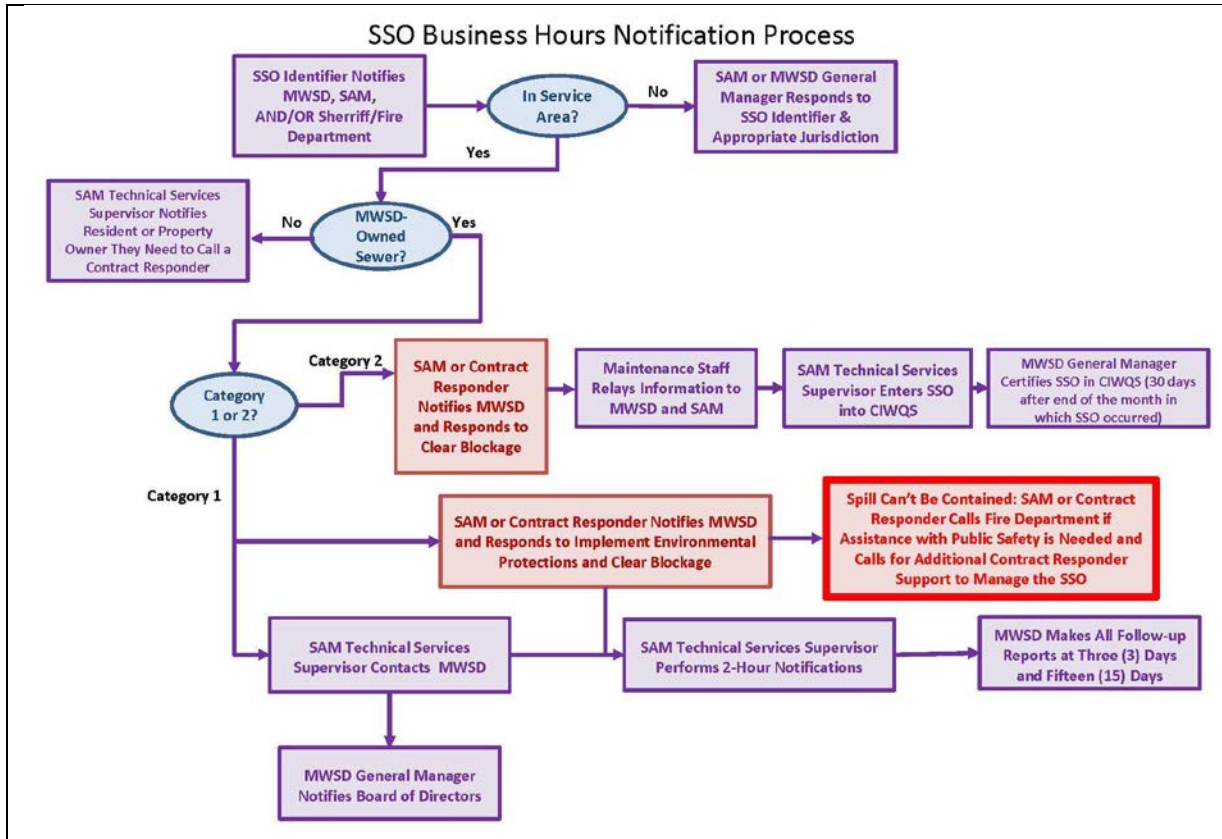 SSO Business Hours Notification Process
SSO Identifier Notifies
MWSD, SAM,
AND/OR Sherriff/Fire
Department
In Service
Area?
No
SAM or MWSD General
Manager Responds to
SSO Identifier &
Appropriate Jurisdiction
Yes
SAM Technical Services
Supervisor Notifies
Resident or Property
Owner They Need to Call a
Contract Responder
No
MWSD-
Owned
Sewer?
Yes
Category
1 or 2?
Category 2
SAM or Contract
Responder
Notifies MWSD
and Responds to
Clear Blockage
Maintenance Staff
Relays Information to
MWSD and SAM
SAM Technical Services
Supervisor Enters SSO
into CIWQS
MWSD General Manager
Certifies SSO in CIWQS (30 days
after end of the month in
which SSO occurred)
Category 1
SAM or Contract Responder Notifies MWSD
and Responds to Implement Environmental
Protections and Clear Blockage
Spill Can't Be Contained: SAM or Contract
Responder Calls Fire Department if
Assistance with Public Safety is Needed and
Calls for Additional Contract Responder
Support to Manage the SSO
SAM Technical Services
Supervisor Contacts MWSD
SAM Technical Services Supervisor
Performs 2-Hour Notifications
MWSD Makes All Follow-up
Reports at Three (3) Days
and Fifteen (15) Days
MWSD General Manager
Notifies Board of Directors